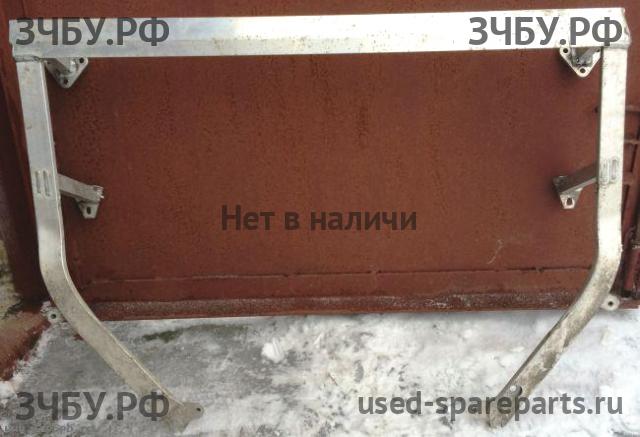 ЗЧБУ.РФ ЗЧБУ.РФ
Нет в наличи
ЗЧБУ.РФ used-spareparts.ru